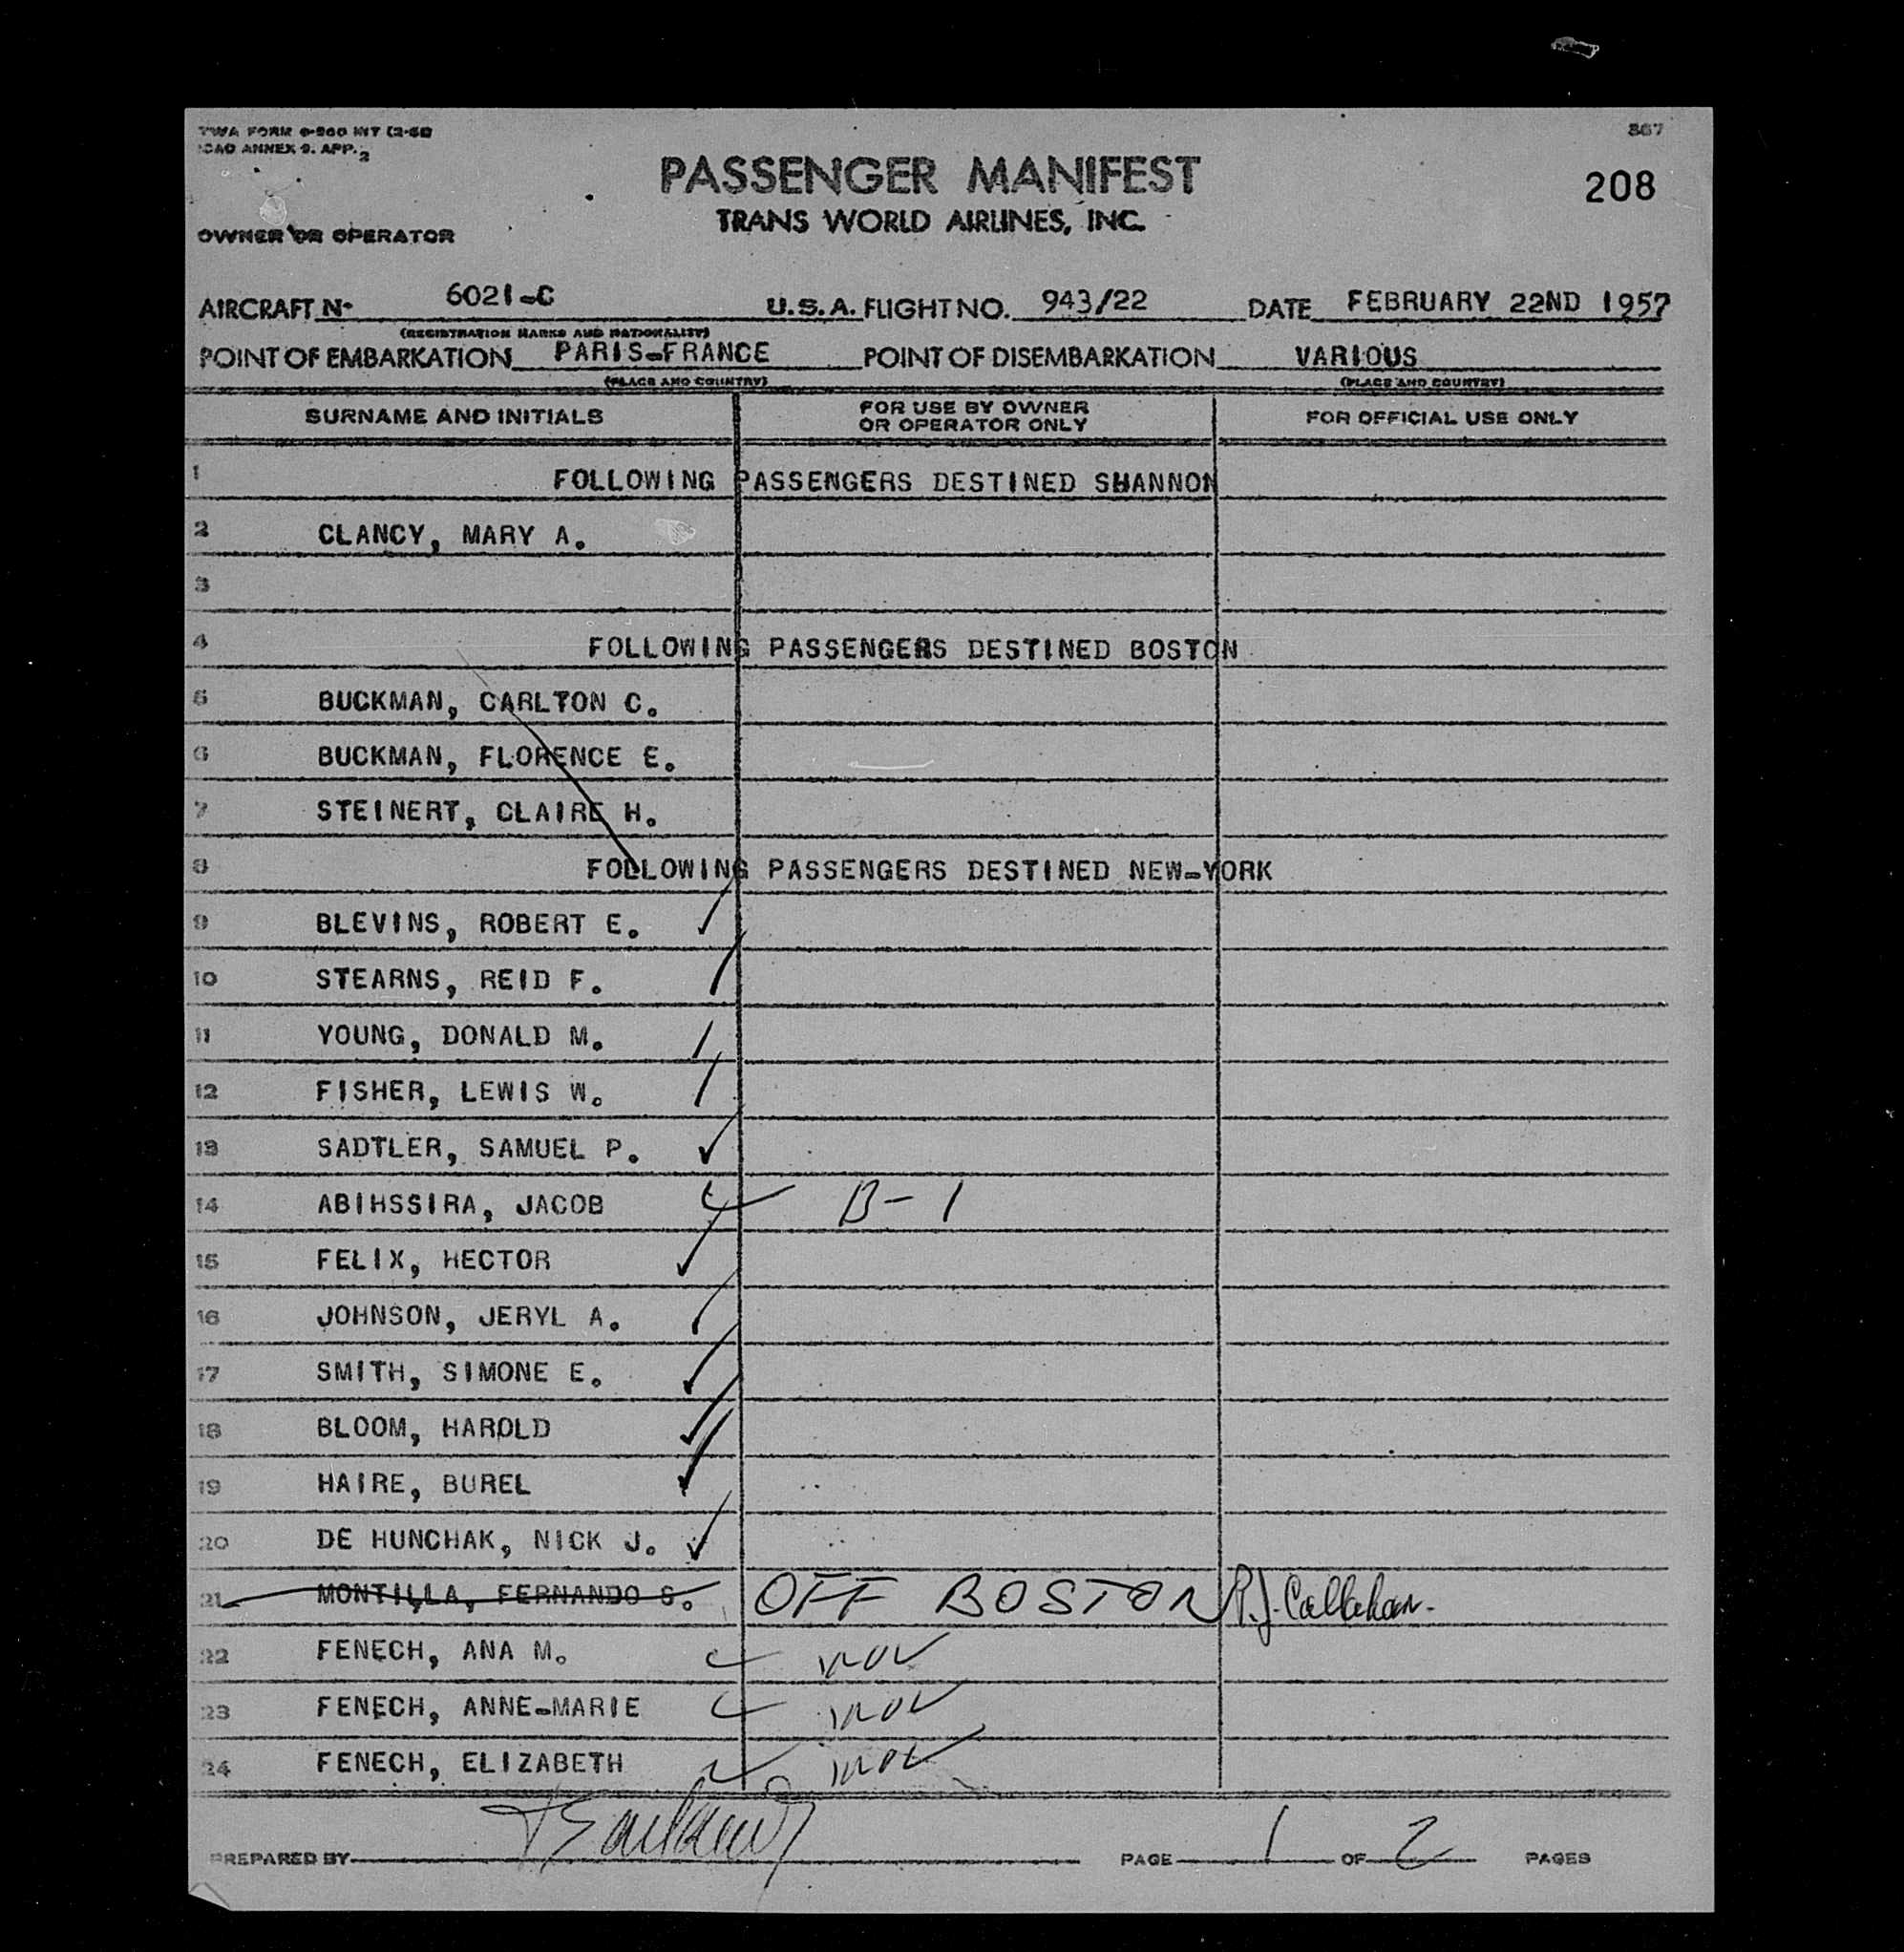 TWA FORM INT
ICAO ANNEX 9. APP. 2
867
PASSENGER MANIFEST
208
TRANS WORLD AIRLINES, INC.
OWNER OR OPERATOR
AIRCRAFT No 6021-C U.S.A. FLIGHT NO. 943/22 DATE FEBRUARY 22ND 1957
(REGISTRATION MARKS AND NATIONALITY)
POINT OF EMBARKATION PARIS-FRANCE POINT OF DISEMBARKATION VARIOUS
(PLACE AND COUNTRY) (PLACE AND COUNTRY)
SURNAME AND INITIALS FOR USE BY OWNER OR OPERATOR ONLY FOR OFFICIAL USE ONLY
1 FOLLOWING PASSENGERS DESTINED SHANNON
2 CLANCY, MARY A.
3
4 FOLLOWING PASSENGERS DESTINED BOSTON
5 BUCKMAN, CARLTON C.
6 BUCKMAN, FLORENCE E.
7 STEINERT, CLAIRE H.
8 FOLLOWING PASSENGERS DESTINED NEW-YORK
9 BLEVINS, ROBERT E.
10 STEARNS, REID F.
11 YOUNG, DONALD M.
12 FISHER, LEWIS W.
13 SADTLER, SAMUEL P.
14 ABIHSSIRA, JACOB B-1
15 FELIX, HECTOR
16 JOHNSON, JERYL A.
17 SMITH, SIMONE E.
18 BLOOM, HAROLD
19 HAIRE, BUREL
20 DE HUNCHAK, NICK J.
21 MONTILLA, FERNANDO S. OFF BOSTON R.J. Callahan.
22 FENECH, ANA M.
23 FENECH, ANNE-MARIE
24 FENECH, ELIZABETH
PREPARED BY PAGE 1 OF 2 PAGES